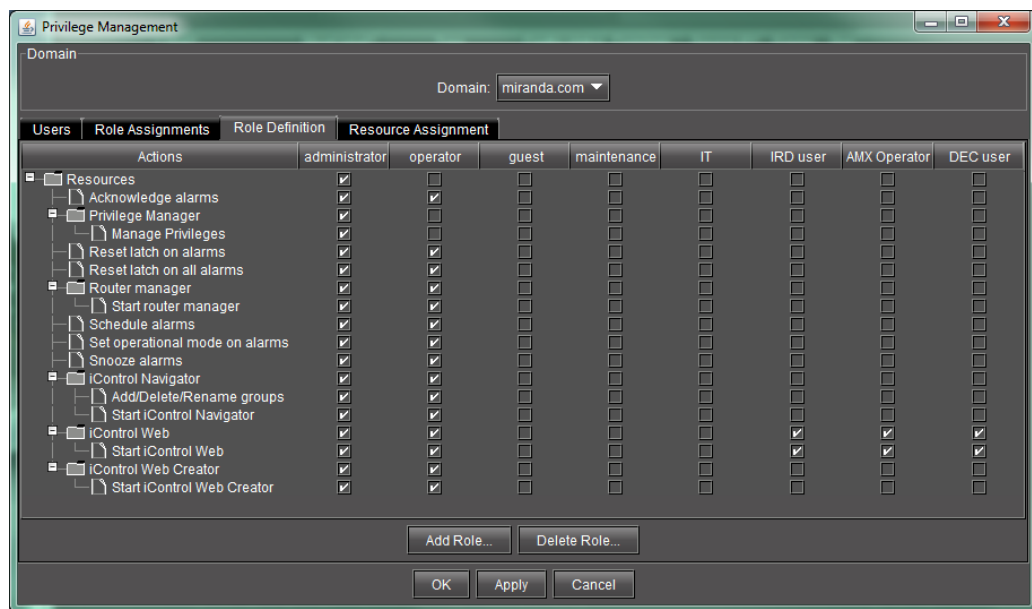 Privilege Management
Domain
Domain: miranda.com
Users Role Assignments Role Definition Resource Assignment
Actions administrator operator guest maintenance IT IRD user AMX Operator DEC user
Resources
Acknowledge alarms
Privilege Manager
Manage Privileges
Reset latch on alarms
Reset latch on all alarms
Router manager
Start router manager
Schedule alarms
Set operational mode on alarms
Snooze alarms
iControl Navigator
Add/Delete/Rename groups
Start iControl Navigator
iControl Web
Start iControl Web
iControl Web Creator
Start iControl Web Creator
Add Role... Delete Role...
OK Apply Cancel